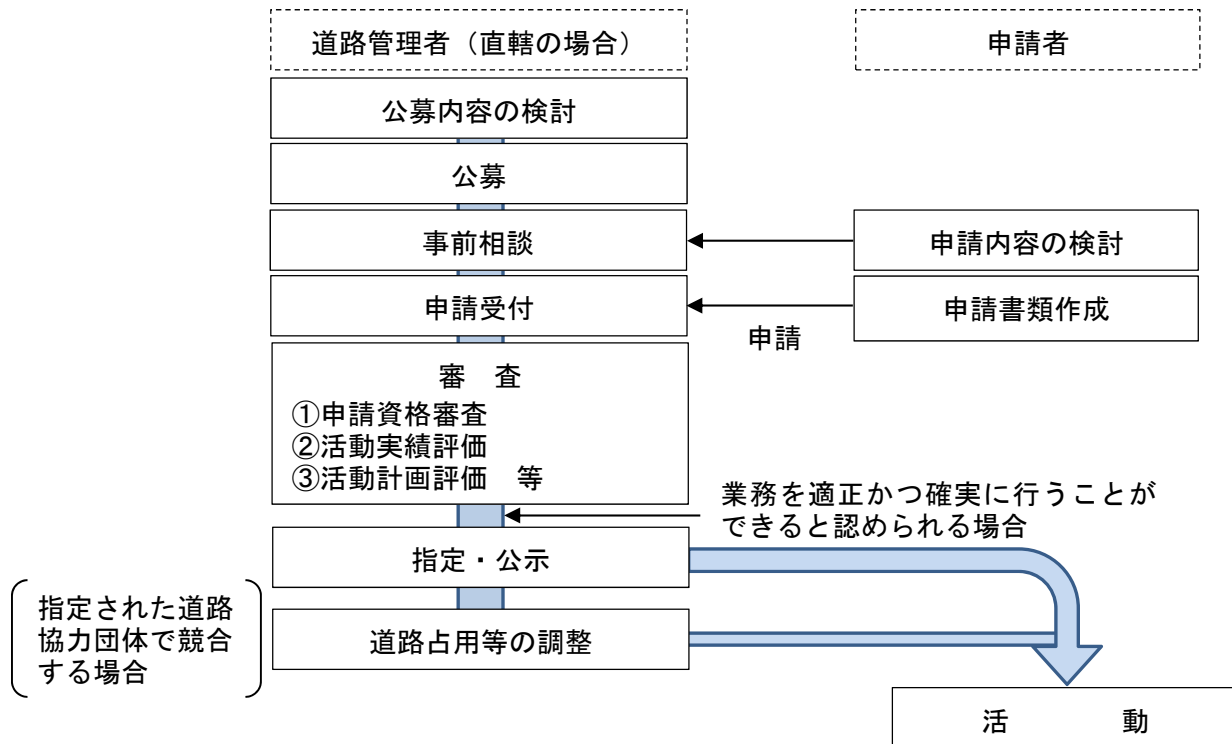 道路管理者（直轄の場合）
申請者
公募内容の検討
公募
事前相談
申請内容の検討
申請受付
申請書類作成
申請
審　査
①申請資格審査
②活動実績評価
③活動計画評価　等
業務を適正かつ確実に行うことが
できると認められる場合
指定・公示
指定された道路
協力団体で競合
する場合
道路占用等の調整
活　　　動